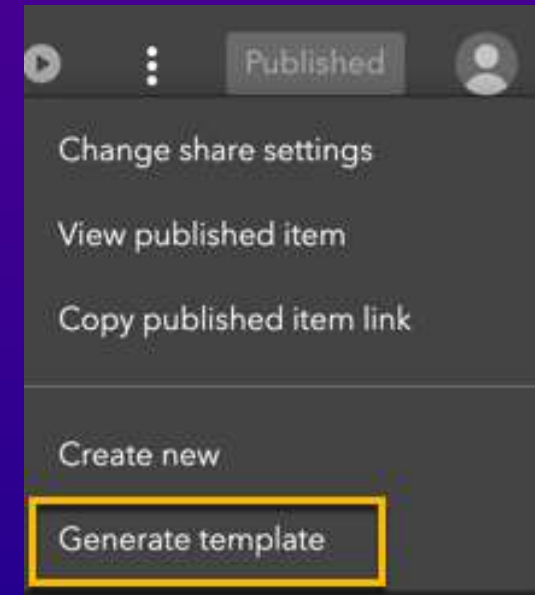 Published
Change share settings
View published item
Copy published item link
Create new
Generate template